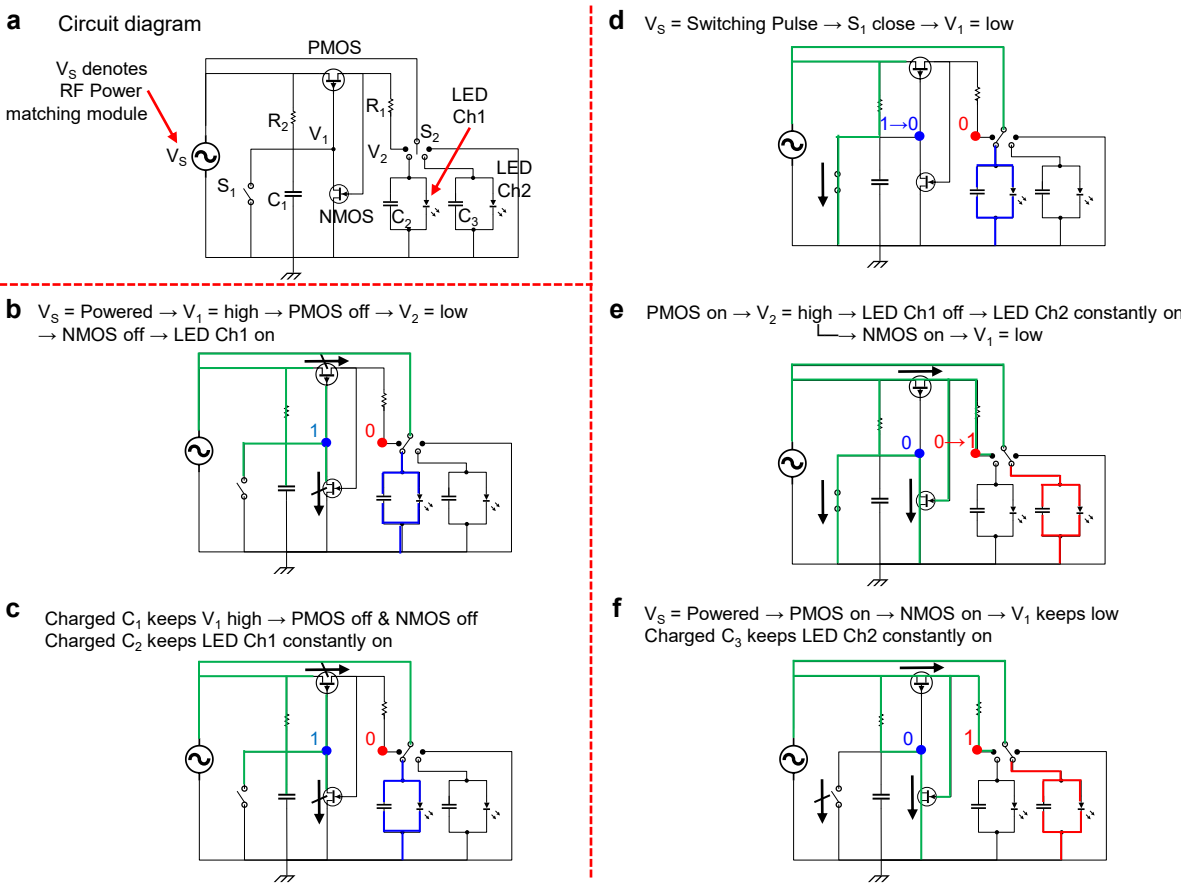 a Circuit diagram
V_S denotes
RF Power
matching module
PMOS
LED
Ch1
R_2
V_1
R_1
V_2
S_2
V_S
S_1
C_1
NMOS
C_2
C_3
LED
Ch2
b V_S = Powered → V_1 = high → PMOS off → V_2 = low
→ NMOS off → LED Ch1 on
1
0
c Charged C_1 keeps V_1 high → PMOS off & NMOS off
Charged C_2 keeps LED Ch1 constantly on
1
0
d V_S = Switching Pulse → S_1 close → V_1 = low
1→0
0
e PMOS on → V_2 = high → LED Ch1 off → LED Ch2 constantly on
→ NMOS on → V_1 = low
0
0→1
f V_S = Powered → PMOS on → NMOS on → V_1 keeps low
Charged C_3 keeps LED Ch2 constantly on
0
1